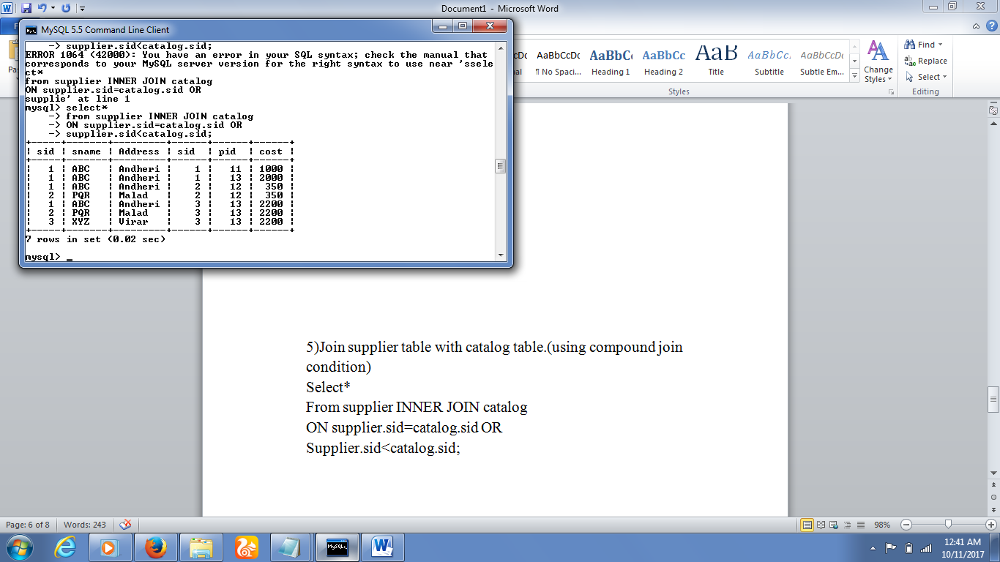 Document1 - Microsoft Word
MySQL 5.5 Command Line Client
-> supplier.sid<catalog.sid;
ERROR 1064 (42000): You have an error in your SQL syntax; check the manual that
corresponds to your MySQL server version for the right syntax to use near 'ssele
ct*
from supplier INNER JOIN catalog
ON supplier.sid=catalog.sid OR
supplie' at line 1
mysql> select*
-> from supplier INNER JOIN catalog
-> ON supplier.sid=catalog.sid OR
-> supplier.sid<catalog.sid;
+-----+-------+---------+-----+-----+------+
| sid | sname | Address | sid | pid | cost |
+-----+-------+---------+-----+-----+------+
| 1 | ABC | Andheri | 1 | 11 | 1000 |
| 1 | ABC | Andheri | 1 | 13 | 2000 |
| 1 | ABC | Andheri | 2 | 12 | 350 |
| 2 | PQR | Malad | 2 | 12 | 350 |
| 1 | ABC | Andheri | 3 | 13 | 2200 |
| 2 | PQR | Malad | 3 | 13 | 2200 |
| 3 | XYZ | Virar | 3 | 13 | 2200 |
+-----+-------+---------+-----+-----+------+
7 rows in set (0.02 sec)
mysql>
AaBbCcDc AaBbC AaBbCc AaB AaBbCc. AaBbCcDc
¶ No Spaci... Heading 1 Heading 2 Title Subtitle Subtle Em...
Change
Styles
Styles
Find
Replace
Select
Editing
5)Join supplier table with catalog table.(using compound join
condition)
Select*
From supplier INNER JOIN catalog
ON supplier.sid=catalog.sid OR
Supplier.sid<catalog.sid;
Page: 6 of 8 Words: 243 98%
MySQL
12:41 AM
10/11/2017